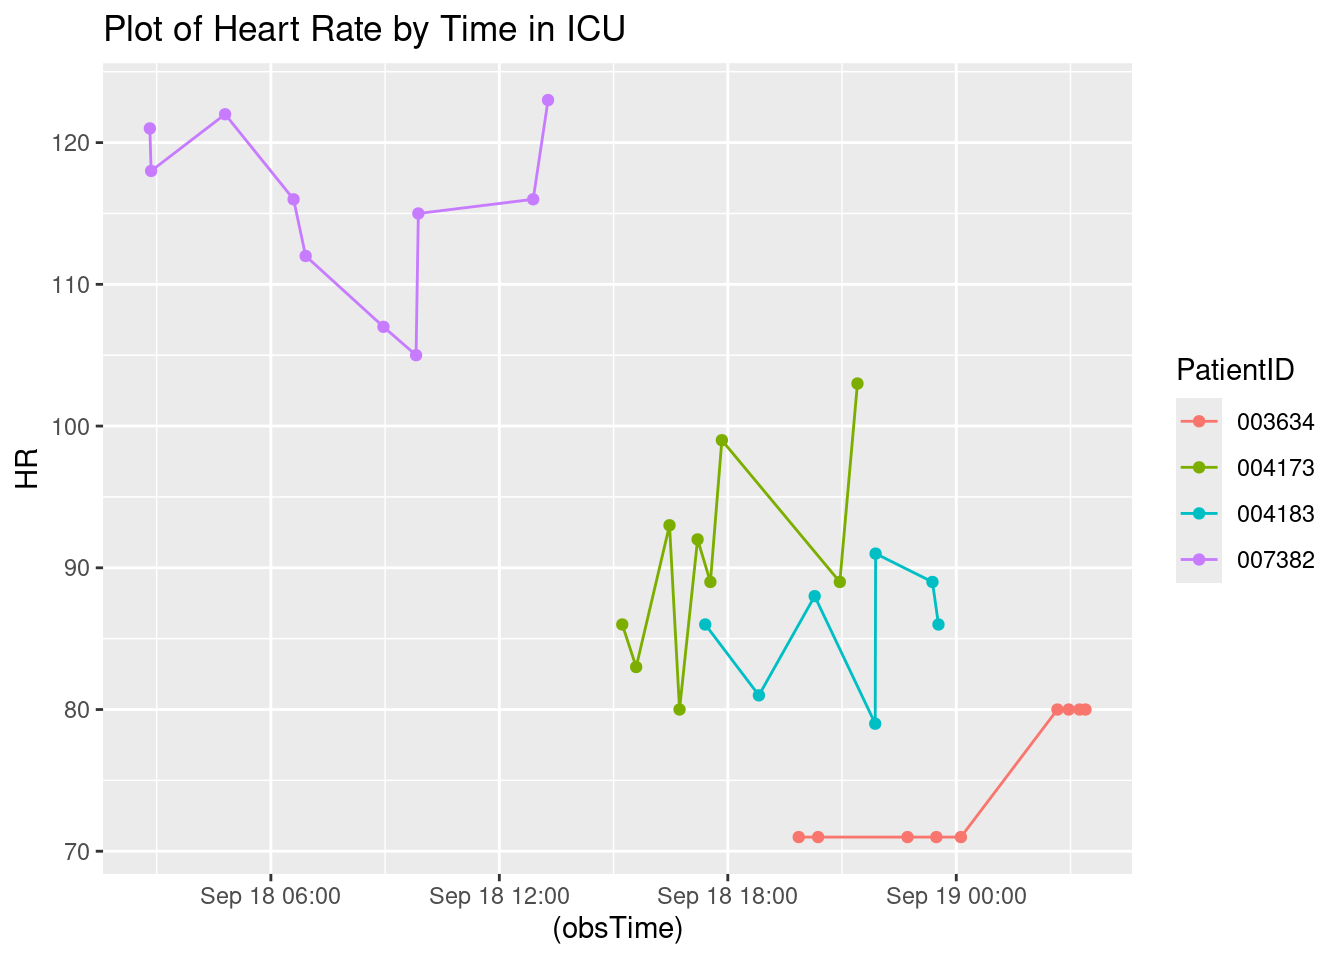 Plot of Heart Rate by Time in ICU
120
110
100
90
80
70
HR
Sep 18 06:00
Sep 18 12:00
Sep 18 18:00
Sep 19 00:00
(obsTime)
PatientID
003634
004173
004183
007382